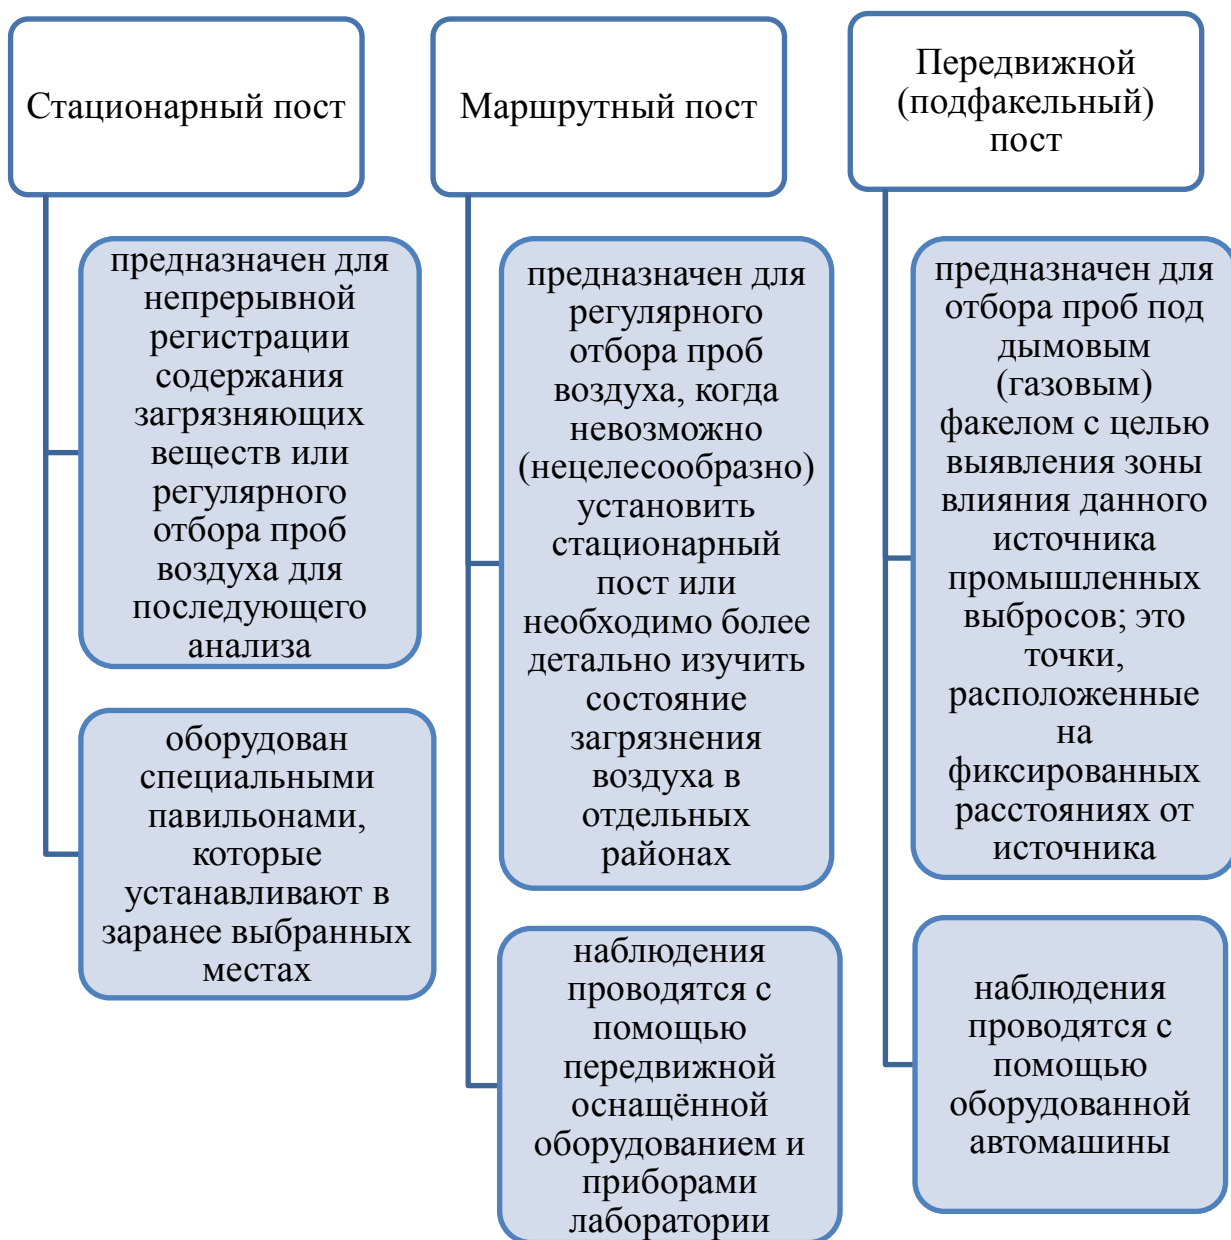 Стационарный пост
предназначен для
непрерывной
регистрации
содержания
загрязняющих
веществ или
регулярного
отбора проб
воздуха для
последующего
анализа
оборудован
специальными
павильонами,
которые
устанавливают в
заранее выбранных
местах
Маршрутный пост
предназначен для
регулярного
отбора проб
воздуха, когда
невозможно
(нецелесообразно)
установить
стационарный
пост или
необходимо более
детально изучить
состояние
загрязнения
воздуха в
отдельных
районах
наблюдения
проводятся с
помощью
передвижной
оснащённой
оборудованием и
приборами
лаборатории
Передвижной
(подфакельный)
пост
предназначен для
отбора проб под
дымовым
(газовым)
факелом с целью
выявления зоны
влияния данного
источника
промышленных
выбросов; это
точки,
расположенные
на
фиксированных
расстояниях от
источника
наблюдения
проводятся с
помощью
оборудованной
автомашины